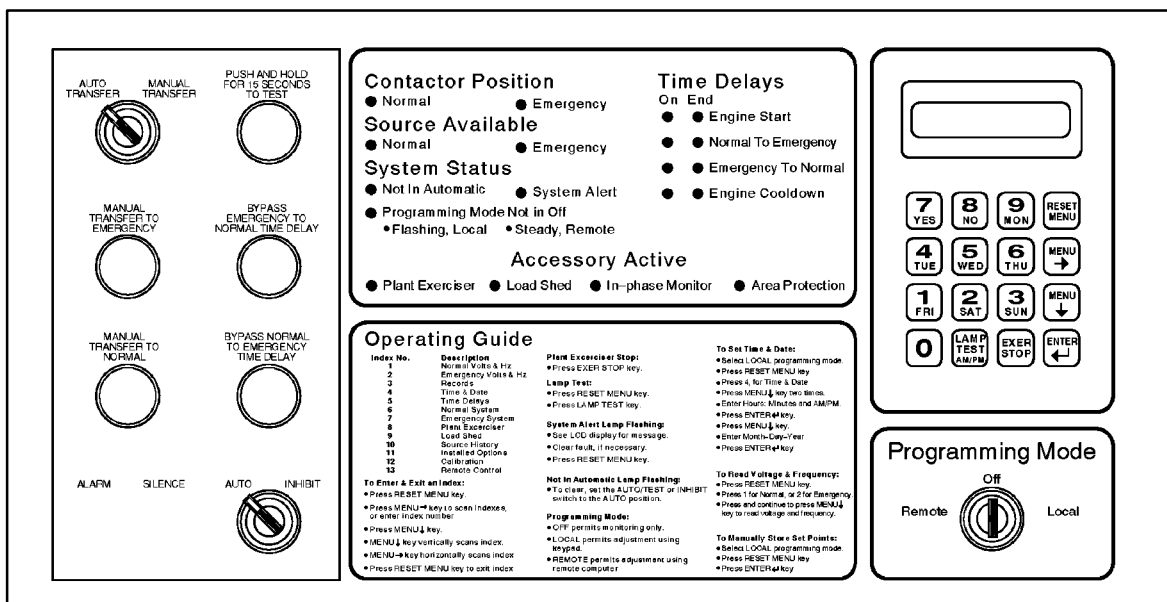 AUTO
TRANSFER
MANUAL
TRANSFER
PUSH AND HOLD
FOR 15 SECONDS
TO TEST
MANUAL
TRANSFER TO
EMERGENCY
BYPASS
EMERGENCY TO
NORMAL TIME DELAY
MANUAL
TRANSFER TO
NORMAL
BYPASS NORMAL
TO EMERGENCY
TIME DELAY
ALARM SILENCE
AUTO INHIBIT
Contactor Position
● Normal ● Emergency
Source Available
● Normal ● Emergency
System Status
● Not In Automatic ● System Alert
● Programming Mode Not in Off
• Flashing, Local • Steady, Remote
Time Delays
On End
● ● Engine Start
● ● Normal To Emergency
● ● Emergency To Normal
● ● Engine Cooldown
Accessory Active
● Plant Exerciser ● Load Shed ● In–phase Monitor ● Area Protection
Operating Guide
Index No. Description
1 Normal Volts & Hz
2 Emergency Volts & Hz
3 Records
4 Time & Date
5 Time Delays
6 Normal System
7 Emergency System
8 Plant Excerciser
9 Load Shed
10 Source History
11 Installed Options
12 Calibration
13 Remote Control
To Enter & Exit an Index:
• Press RESET MENU key.
• Press MENU→ key to scan indexes,
or enter index number
• Press MENU↓ key.
• MENU↓ key vertically scans index.
• MENU→ key horizontally scans index
• Press RESET MENU key to exit index
Plant Excerciser Stop:
• Press EXER STOP key.
Lamp Test:
• Press RESET MENU key.
• Press LAMP TEST key.
System Alert Lamp Flashing:
• See LCD display for message.
• Clear fault, if necessary.
• Press RESET MENU key.
Not In Automatic Lamp Flashing:
• To clear, set the AUTO/TEST or INHIBIT
switch to the AUTO position.
Programming Mode:
• OFF permits monitoring only.
• LOCAL permits adjustment using
keypad.
• REMOTE permits adjustment using
remote computer
To Set Time & Date:
• Select LOCAL programming mode.
• Press RESET MENU key
• Press 4, for Time & Date
• Press MENU↓ key two times.
• Enter Hours: Minutes and AM/PM.
• Press ENTER↵ key.
• Press MENU↓ key.
• Enter Month–Day–Year
• Press ENTER↵ key
To Read Voltage & Frequency:
• Press RESET MENU key.
• Press 1 for Normal, or 2 for Emergency.
• Press and continue to press MENU↓
key to read voltage and frequency.
To Manually Store Set Points:
• Select LOCAL programming mode.
• Press RESET MENU key
• Press ENTER↵ key
7 8 9 RESET
YES NO MON MENU
4 5 6 MENU
TUE WED THU →
1 2 3 MENU
FRI SAT SUN ↓
0 LAMP TEST AM/PM EXER STOP ENTER ↵
Programming Mode
Off
Remote Local